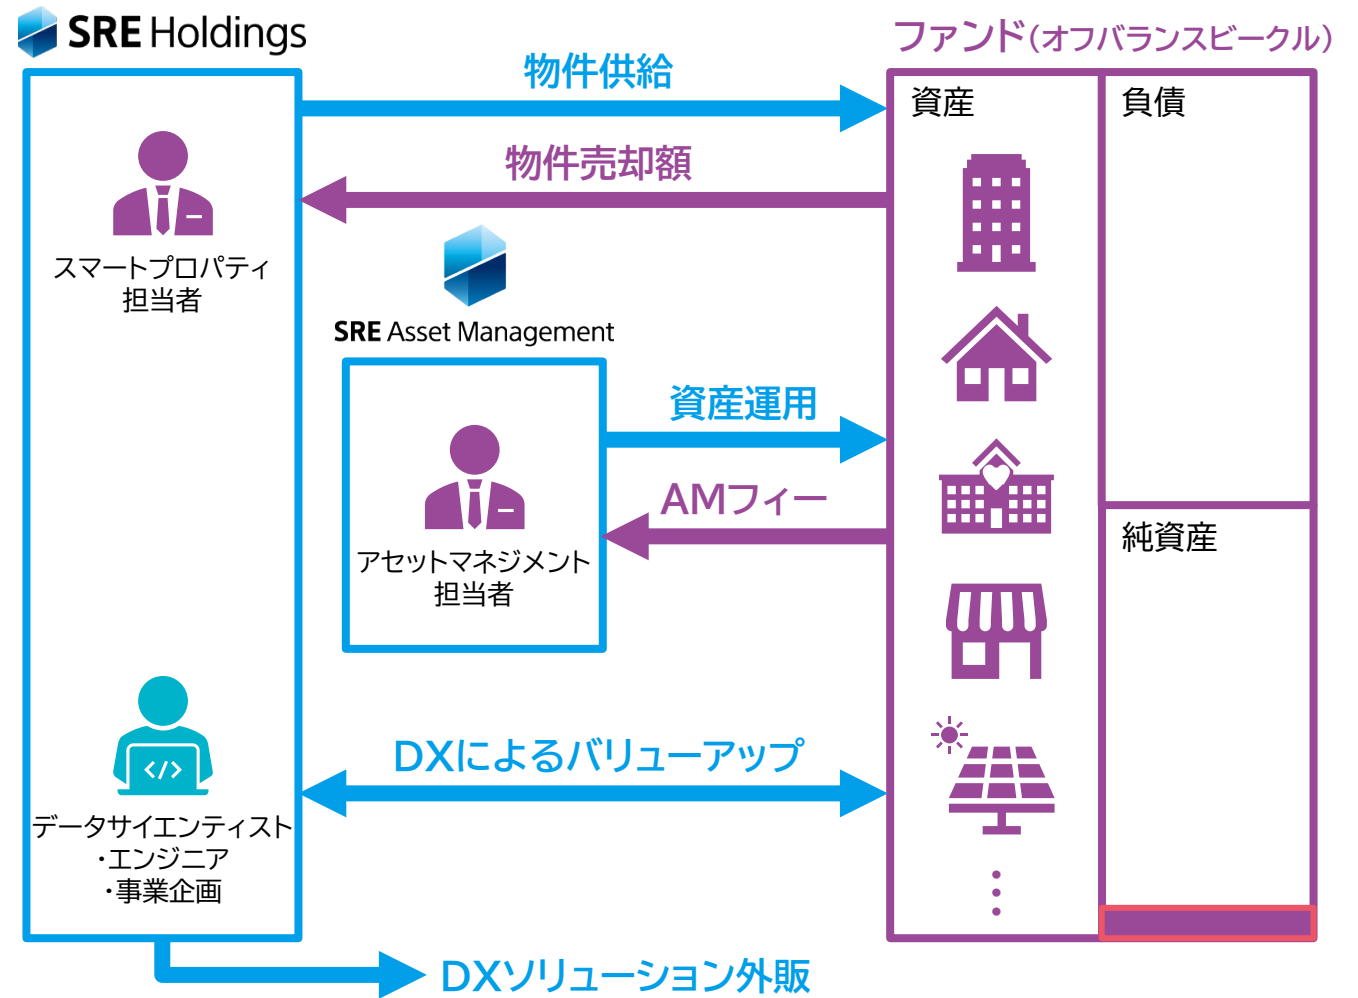 SRE Holdings
ファンド(オフバランスビークル)
物件供給
資産
負債
物件売却額
スマートプロパティ
担当者
SRE Asset Management
資産運用
AMフィー
アセットマネジメント
担当者
純資産
</>
DXによるバリューアップ
データサイエンティスト
・エンジニア
・事業企画
DXソリューション外販